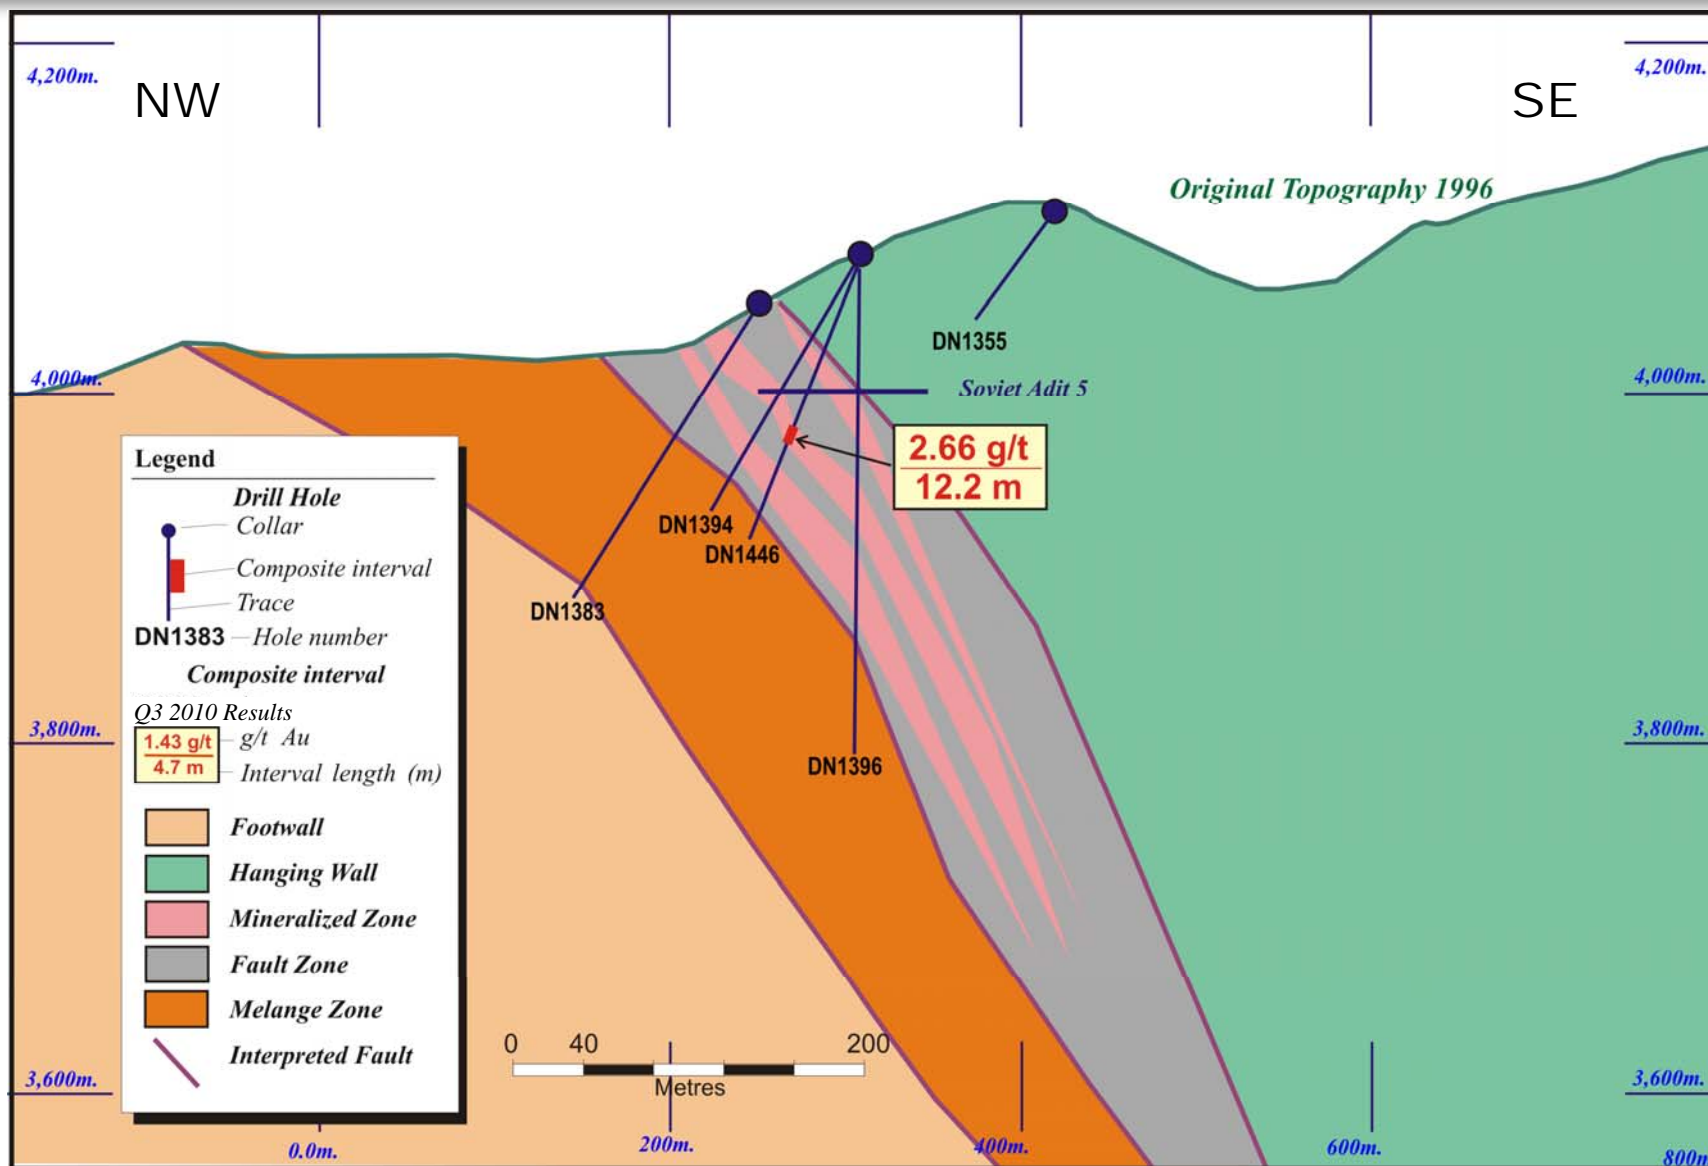 4,200m.
NW
SE
4,200m.
Original Topography 1996
DN1355
4,000m.
Soviet Adit 5
4,000m.
2.66 g/t
12.2 m
DN1394
DN1446
DN1383
DN1396
Legend
Drill Hole
Collar
Composite interval
Trace
DN1383
Hole number
Composite interval
Q3 2010 Results
1.43 g/t
4.7 m
g/t Au
Interval length (m)
Footwall
Hanging Wall
Mineralized Zone
Fault Zone
Melange Zone
Interpreted Fault
3,800m.
3,800m.
3,600m.
3,600m.
0 40 200
Metres
0.0m.
200m.
400m.
600m.
800m